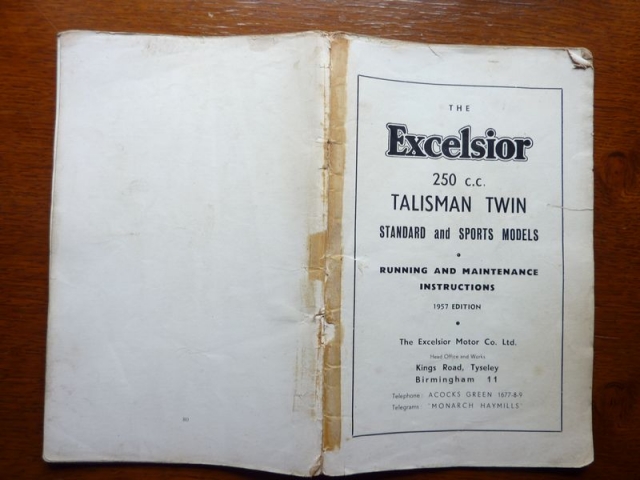 THE
Excelsior
250 C.C.
TALISMAN TWIN
STANDARD and SPORTS MODELS
RUNNING AND MAINTENANCE
INSTRUCTIONS
1957 EDITION
The Excelsior Motor Co. Ltd.
Head Office and Works
Kings Road, Tyseley
Birmingham 11
Telephone: ACOCKS GREEN 1677-8-9
Telegrams: 'MONARCH HAYMILLS'